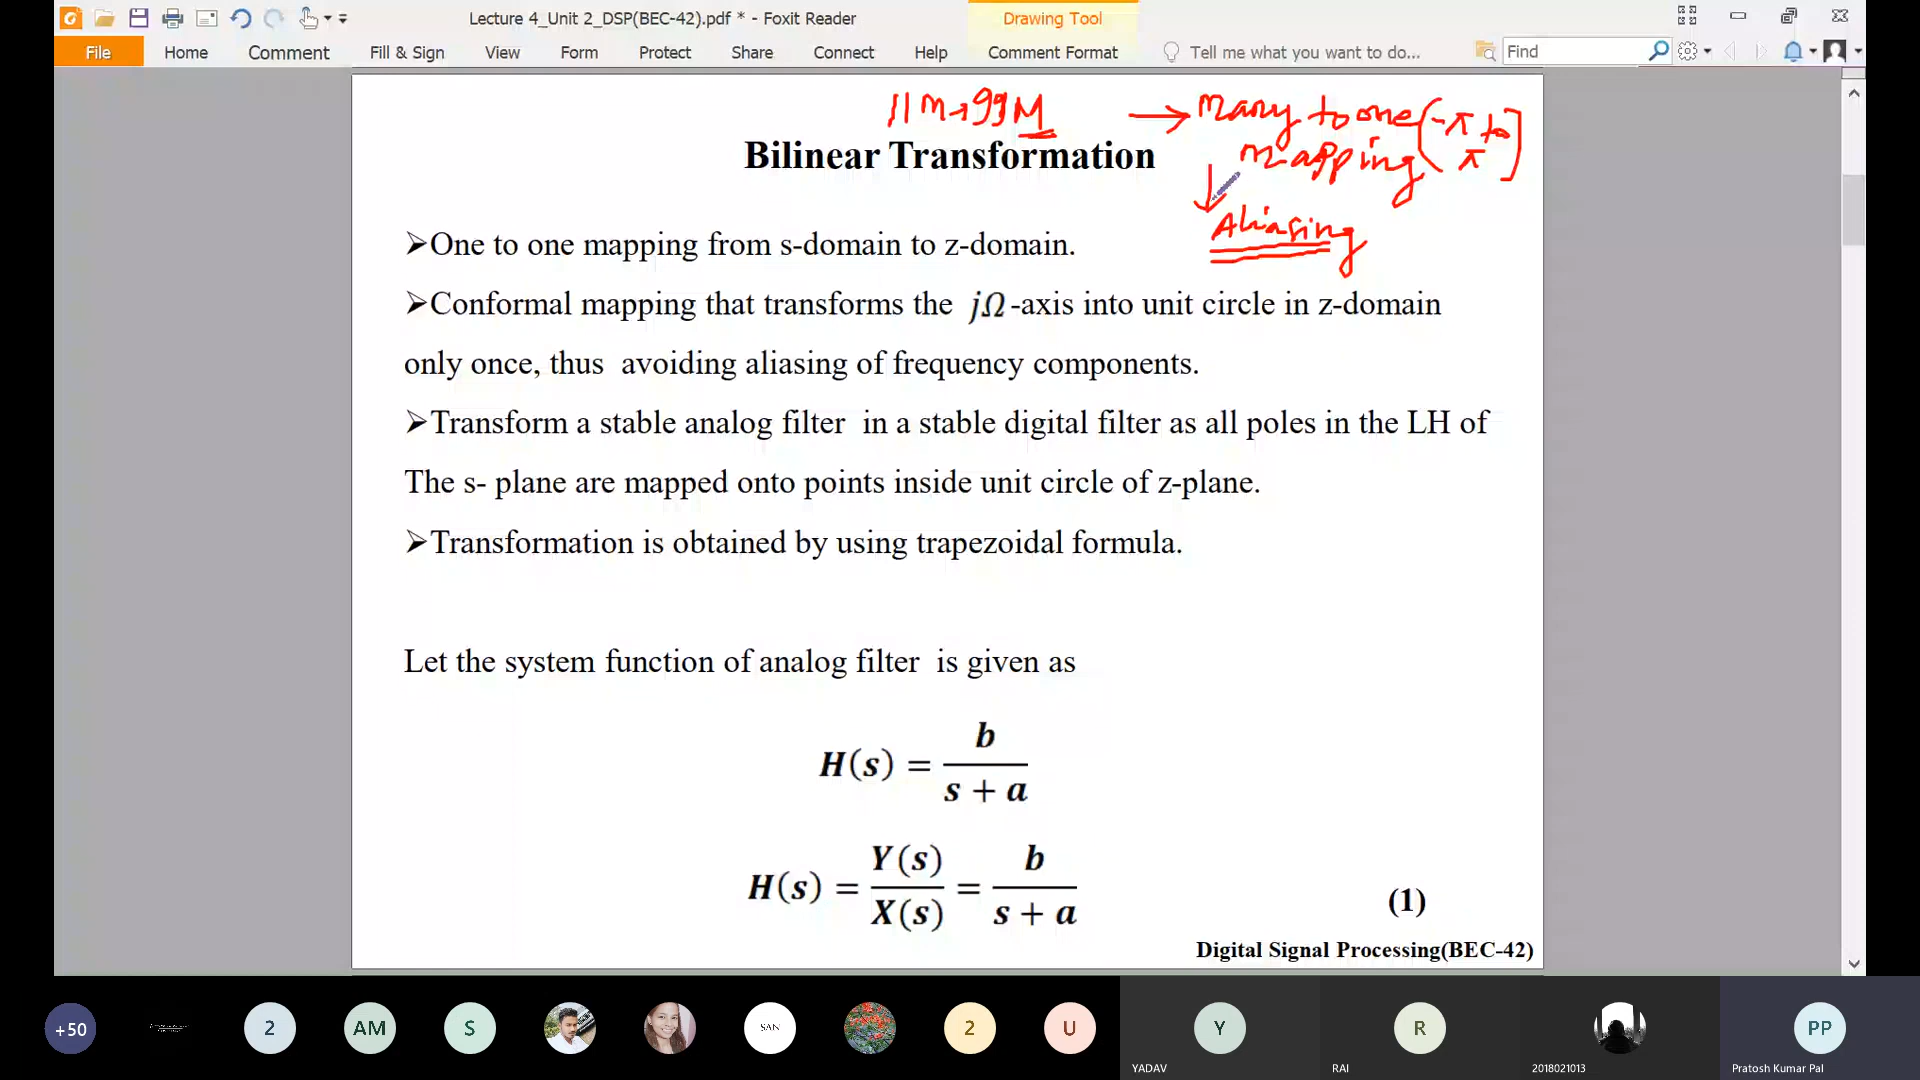 Lecture 4_Unit 2_DSP(BEC-42).pdf * - Foxit Reader
Drawing Tool
File Home Comment Fill & Sign View Form Protect Share Connect Help Comment Format Tell me what you want to do... Find
→ Many to one (-π to
mapping π]
↓
Aliasing
Bilinear Transformation
➢One to one mapping from s-domain to z-domain.
➢Conformal mapping that transforms the jΩ-axis into unit circle in z-domain
only once, thus avoiding aliasing of frequency components.
➢Transform a stable analog filter in a stable digital filter as all poles in the LH of
The s- plane are mapped onto points inside unit circle of z-plane.
➢Transformation is obtained by using trapezoidal formula.
Let the system function of analog filter is given as
H(s) = b / (s + a)
H(s) = Y(s) / X(s) = b / (s + a) (1)
Digital Signal Processing(BEC-42)
+50 2 AM S SAN 2 U Y R PP
YADAV RAI 2018021013 Pratosh Kumar Pal